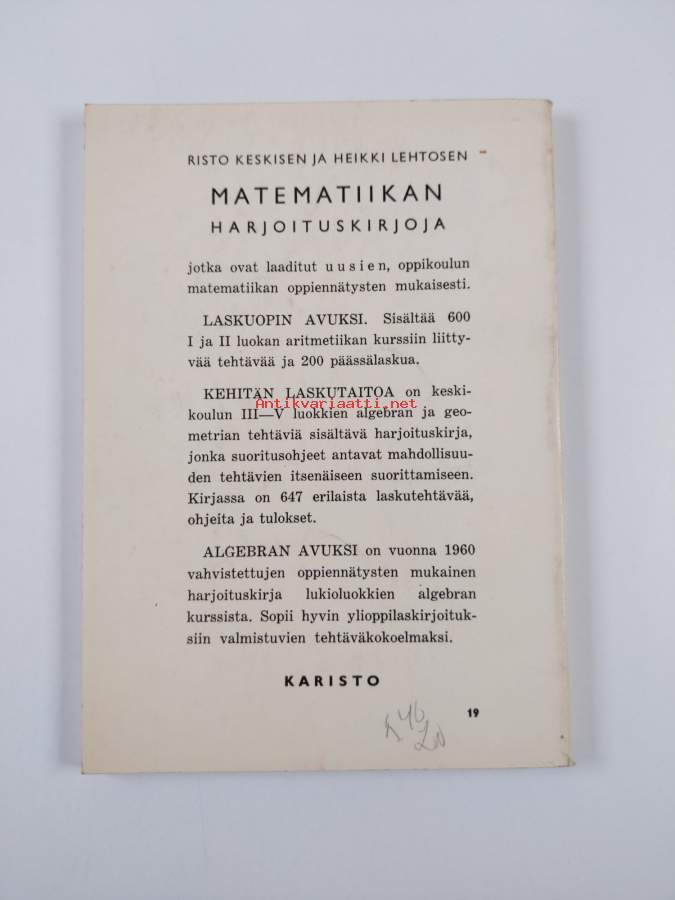 RISTO KESKISEN JA HEIKKI LEHTOSEN
MATEMATIIKAN
HARJOITUSKIRJOJA
jotka ovat laaditut uusien, oppikoulun
matematiikan oppiennätysten mukaisesti.
LASKUOPIN AVUKSI. Sisältää 600
I ja II luokan aritmetiikan kurssiin liitty-
vää tehtävää ja 200 päässälaskua.
KEHITÄN LASKUTAITOA on keski-
Antikvariaatti.net
koulun III—V luokkien algebran ja geo-
metrian tehtäviä sisältävä harjoituskirja,
jonka suoritusohjeet antavat mahdollisuu-
den tehtävien itsenäiseen suorittamiseen.
Kirjassa on 647 erilaista laskutehtävää,
ohjeita ja tulokset.
ALGEBRAN AVUKSI on vuonna 1960
vahvistettujen oppiennätysten mukainen
harjoituskirja lukioluokkien algebran
kurssista. Sopii hyvin ylioppilaskirjoituk-
siin valmistuvien tehtäväkokoelmaksi.
KARISTO
19